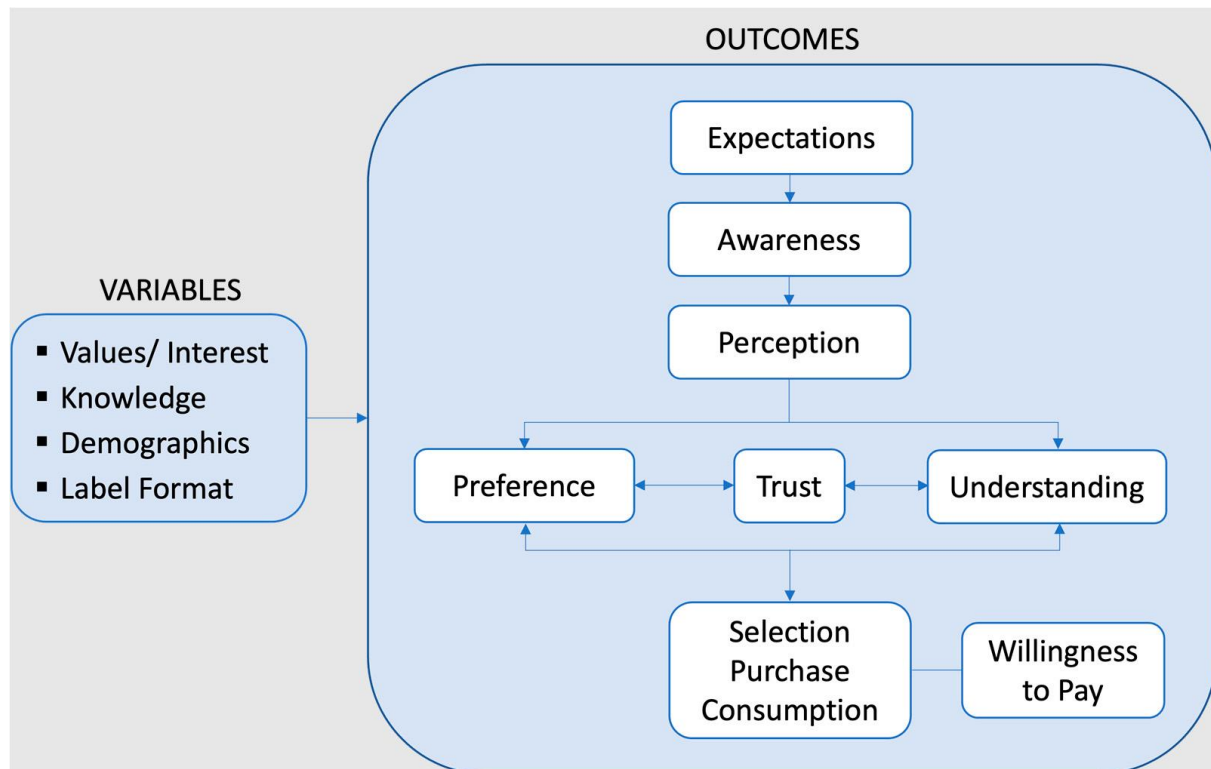 OUTCOMES
Expectations
Awareness
VARIABLES
▪ Values/ Interest
▪ Knowledge
▪ Demographics
▪ Label Format
Perception
Preference
Trust
Understanding
Selection
Purchase
Consumption
Willingness
to Pay